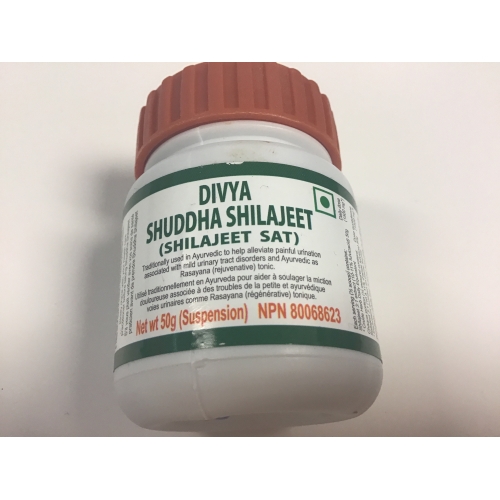 DIVYA
SHUDDHA SHILAJEET
(SHILAJEET SAT)
Traditionally used in Ayurvedic to help alleviate painful urination
associated with mild urinary tract disorders and Ayurvedic as
Rasayana (rejuvenative) tonic.
Utilisé traditionnellement en Ayurveda pour aider à soulager la miction
douloureuse associée à des troubles de la petite et ayurvédique
voies urinaires comme Rasayana (régénérative) tonique.
Net wt 50g (Suspension) NPN 80068623